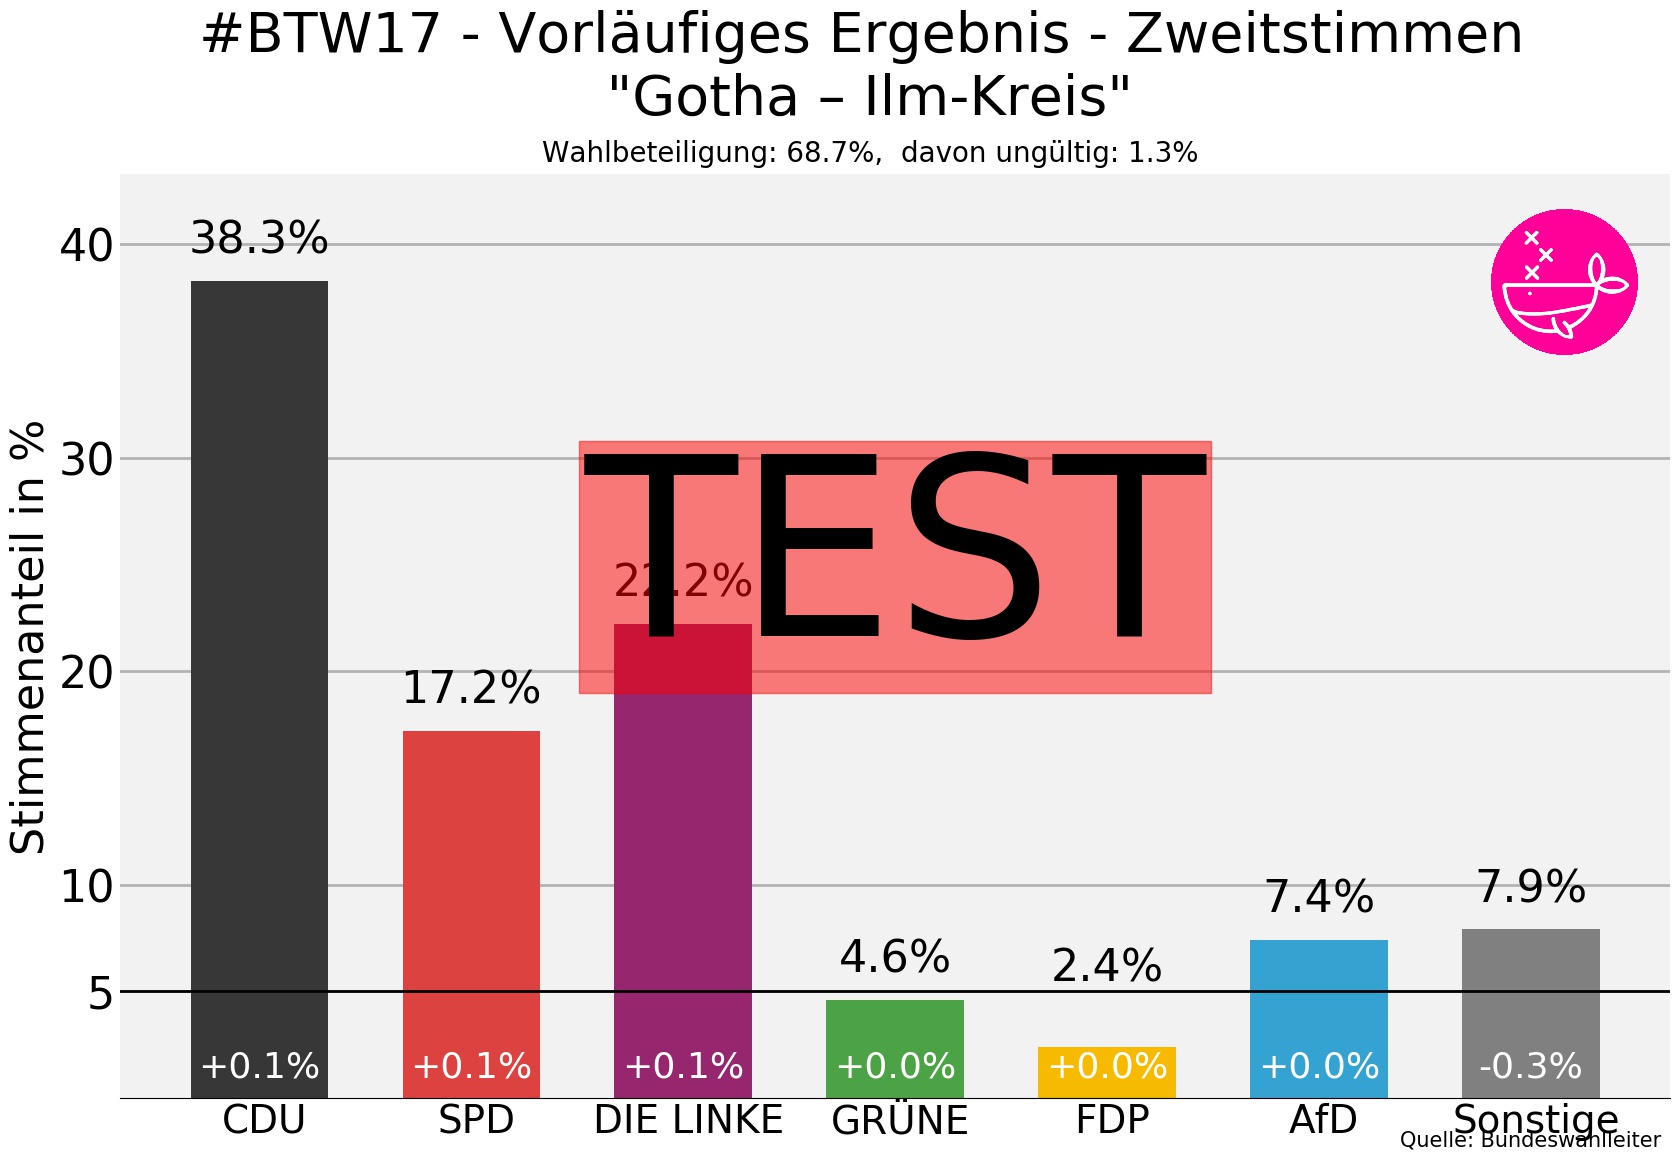 #BTW17 - Vorläufiges Ergebnis - Zweitstimmen
"Gotha – Ilm-Kreis"
Wahlbeteiligung: 68.7%,  davon ungültig: 1.3%
Stimmenanteil in %
40
30
20
10
5
38.3%
17.2%
22.2%
4.6%
2.4%
7.4%
7.9%
TEST
+0.1%
+0.1%
+0.1%
+0.0%
+0.0%
+0.0%
-0.3%
CDU
SPD
DIE LINKE
GRÜNE
FDP
AfD
Sonstige
Quelle: Bundeswahlleiter